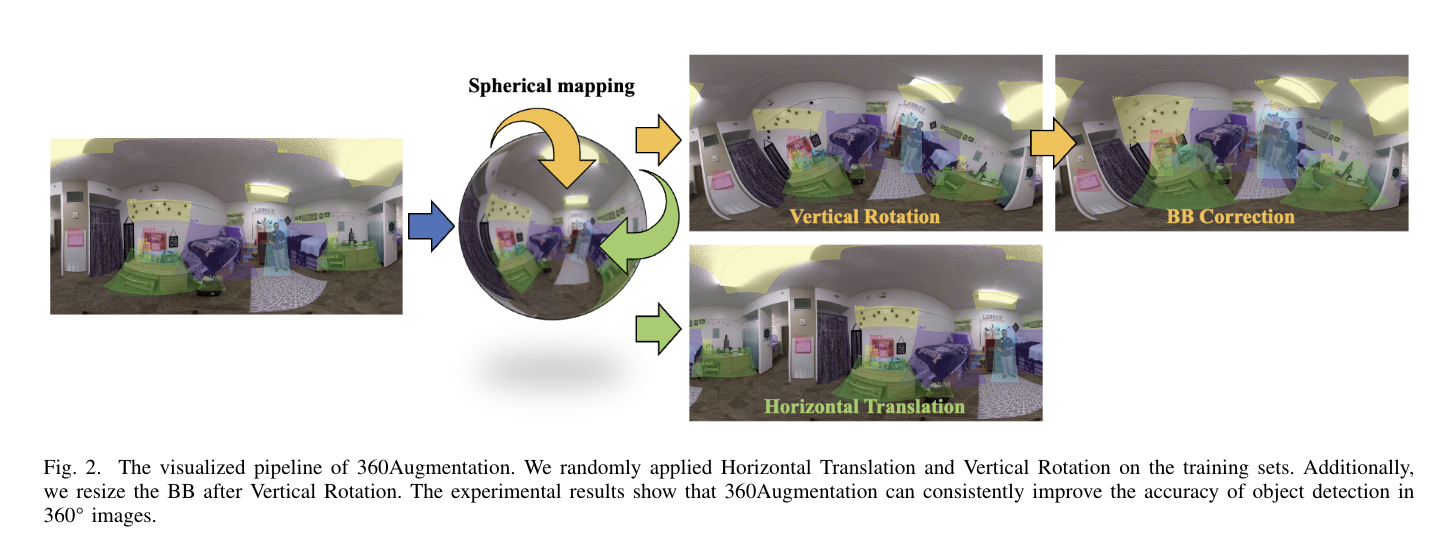 Spherical mapping
Vertical Rotation
BB Correction
Horizontal Translation
Fig. 2. The visualized pipeline of 360Augmentation. We randomly applied Horizontal Translation and Vertical Rotation on the training sets. Additionally,
we resize the BB after Vertical Rotation. The experimental results show that 360Augmentation can consistently improve the accuracy of object detection in
360° images.